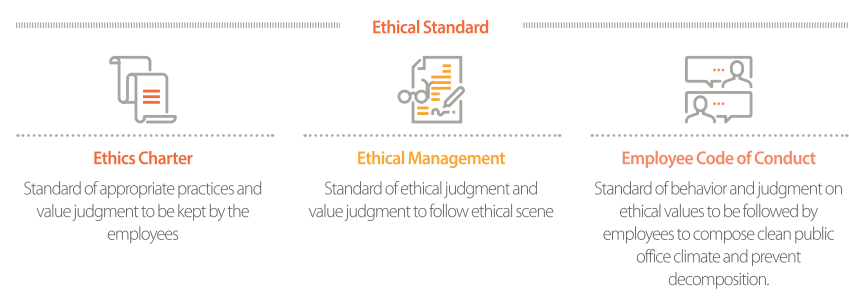 Ethical Standard
Ethics Charter
Standard of appropriate practices and
value judgment to be kept by the
employees
Ethical Management
Standard of ethical judgment and
value judgment to follow ethical scene
Employee Code of Conduct
Standard of behavior and judgment on
ethical values to be followed by
employees to compose clean public
office climate and prevent
decomposition.